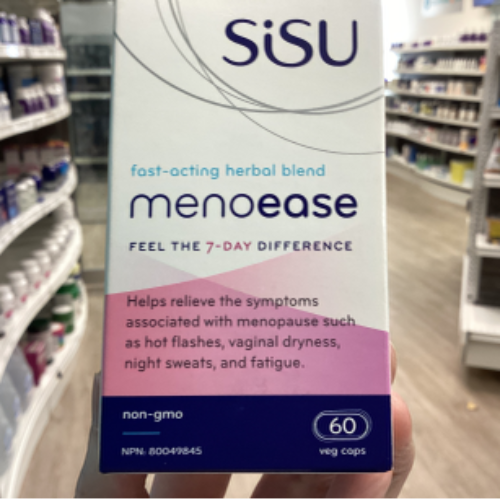 SiSU
fast-acting herbal blend
menoease
FEEL THE 7-DAY DIFFERENCE
Helps relieve the symptoms
associated with menopause such
as hot flashes, vaginal dryness,
night sweats, and fatigue.
non-gmo
60
NPN: 80049845
veg caps